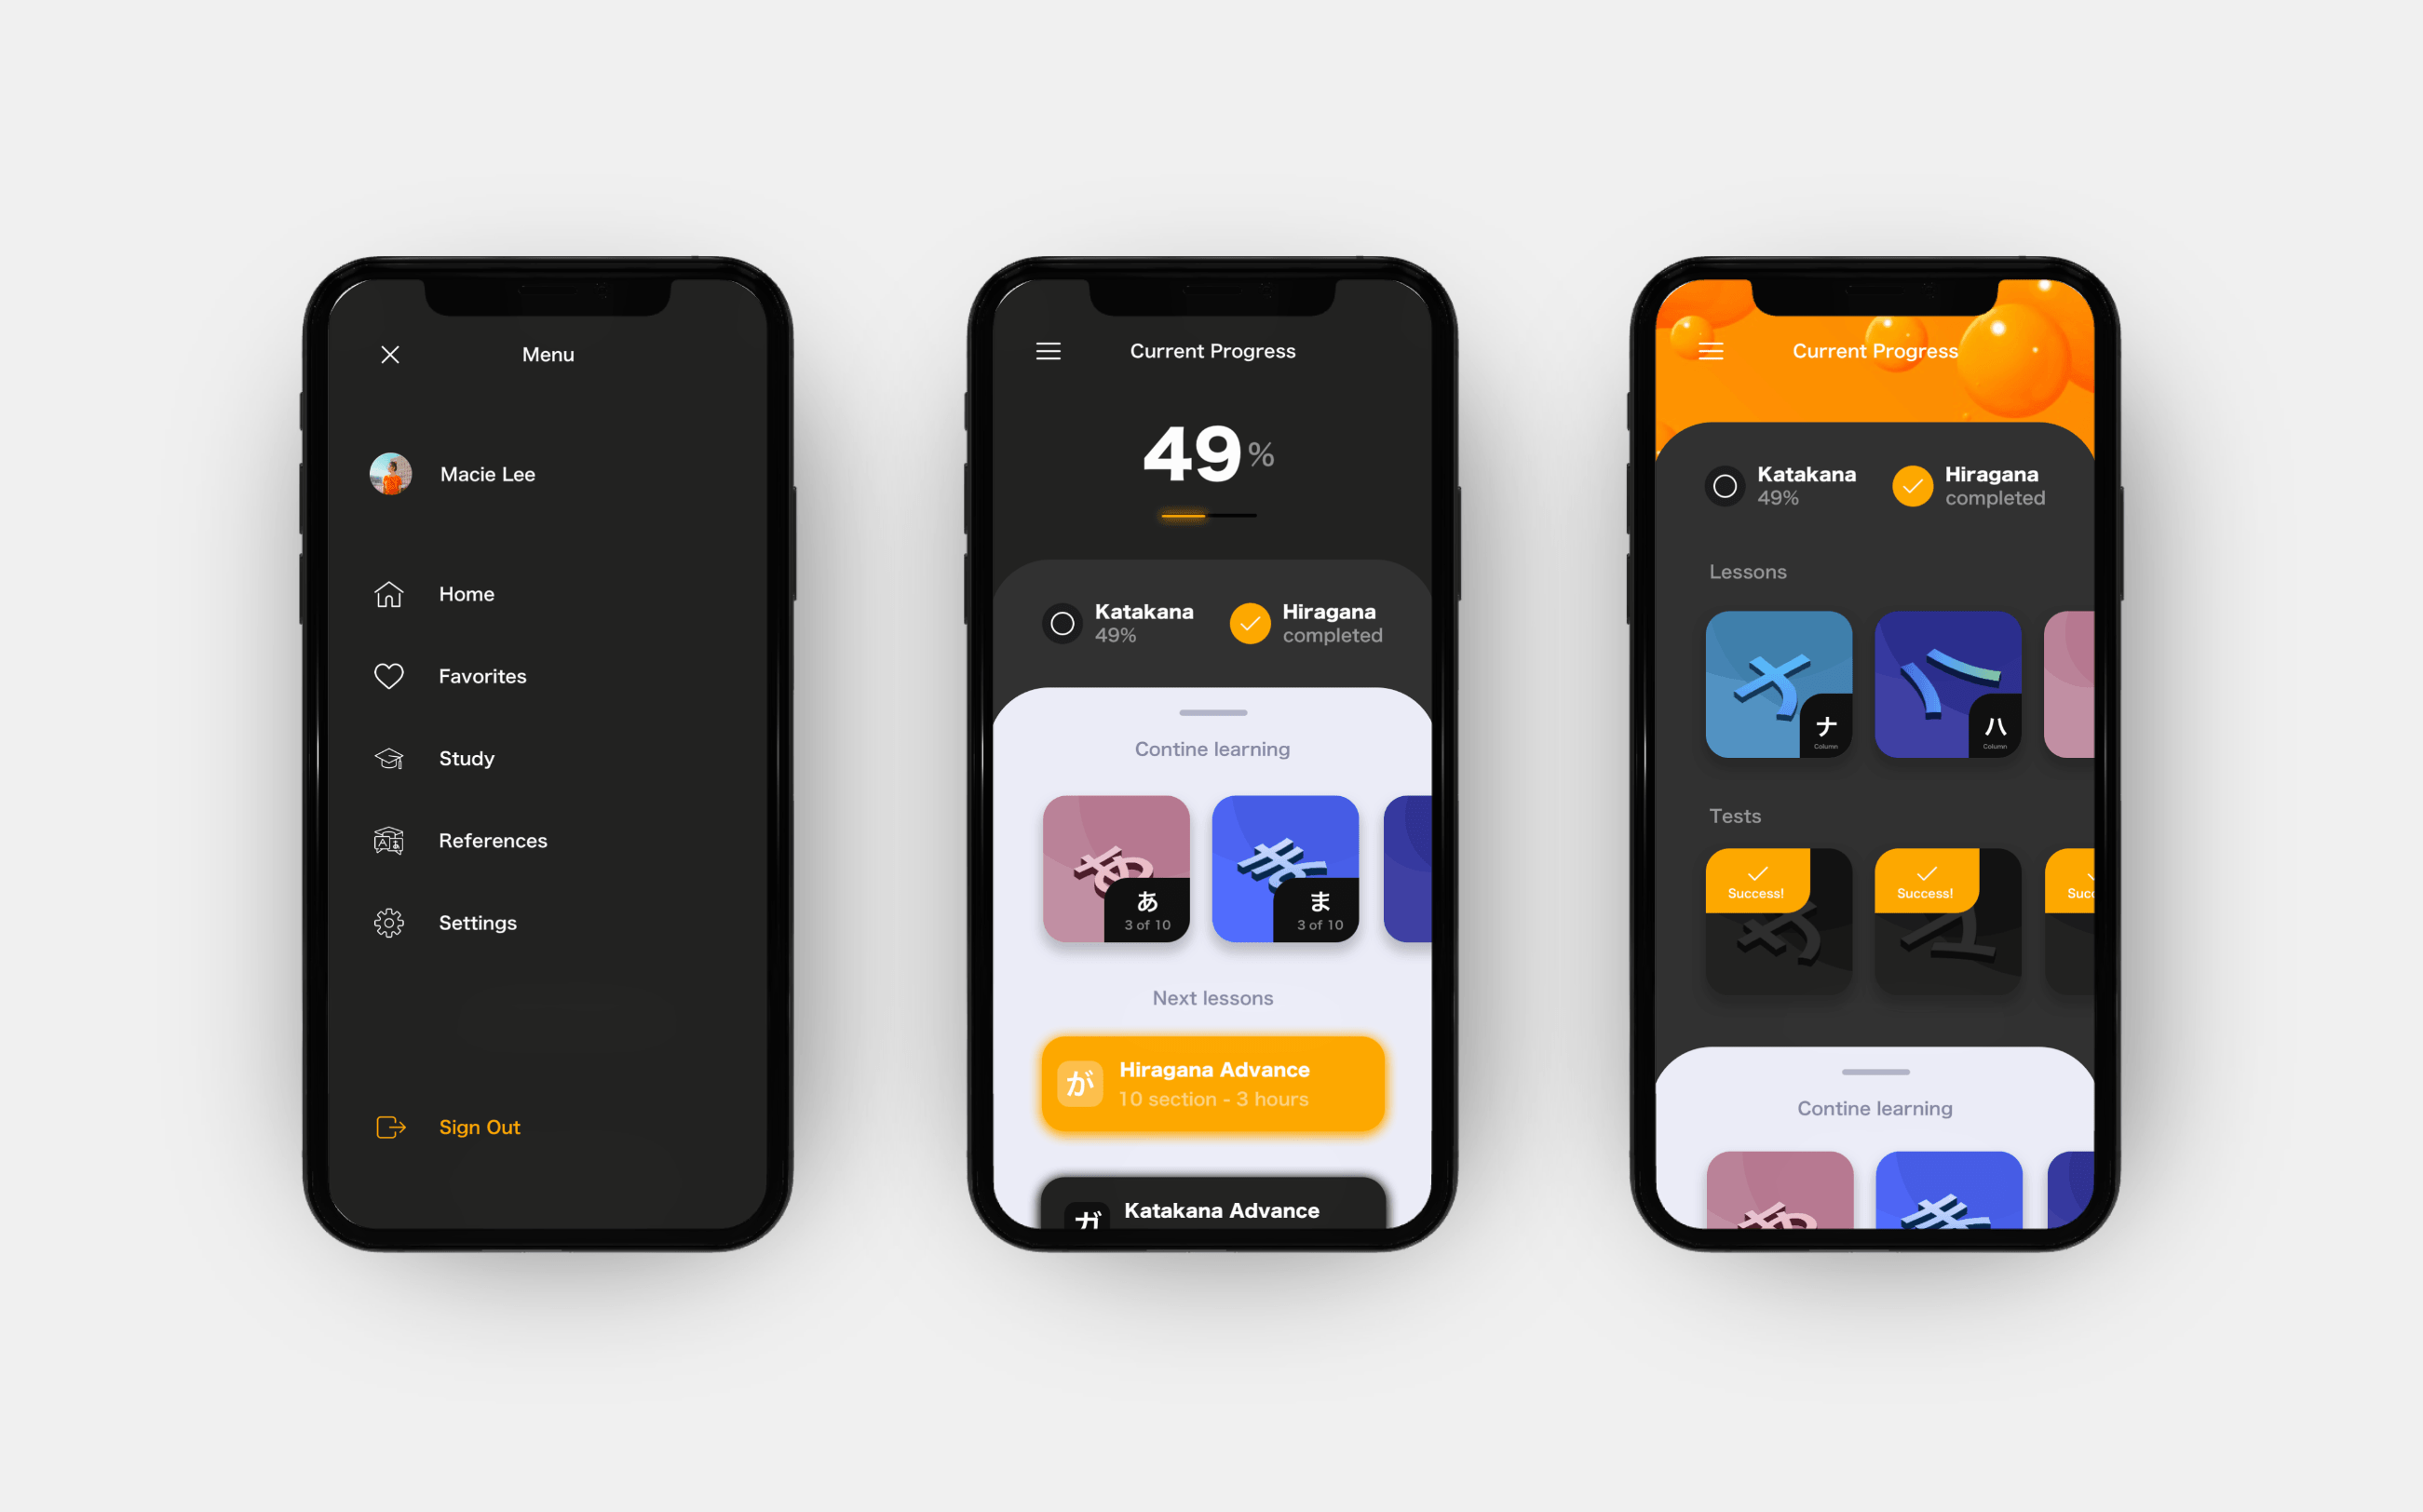 Menu
Macie Lee
Home
Favorites
Study
References
Settings
Sign Out
Current Progress
49%
Katakana
49%
Hiragana
completed
Contine learning
あ
3 of 10
ま
3 of 10
Next lessons
が
Hiragana Advance
10 section - 3 hours
ガ
Katakana Advance
Current Progress
Katakana
49%
Hiragana
completed
Lessons
ナ
Column
ハ
Column
Tests
Success!
Success!
Succ
Contine learning